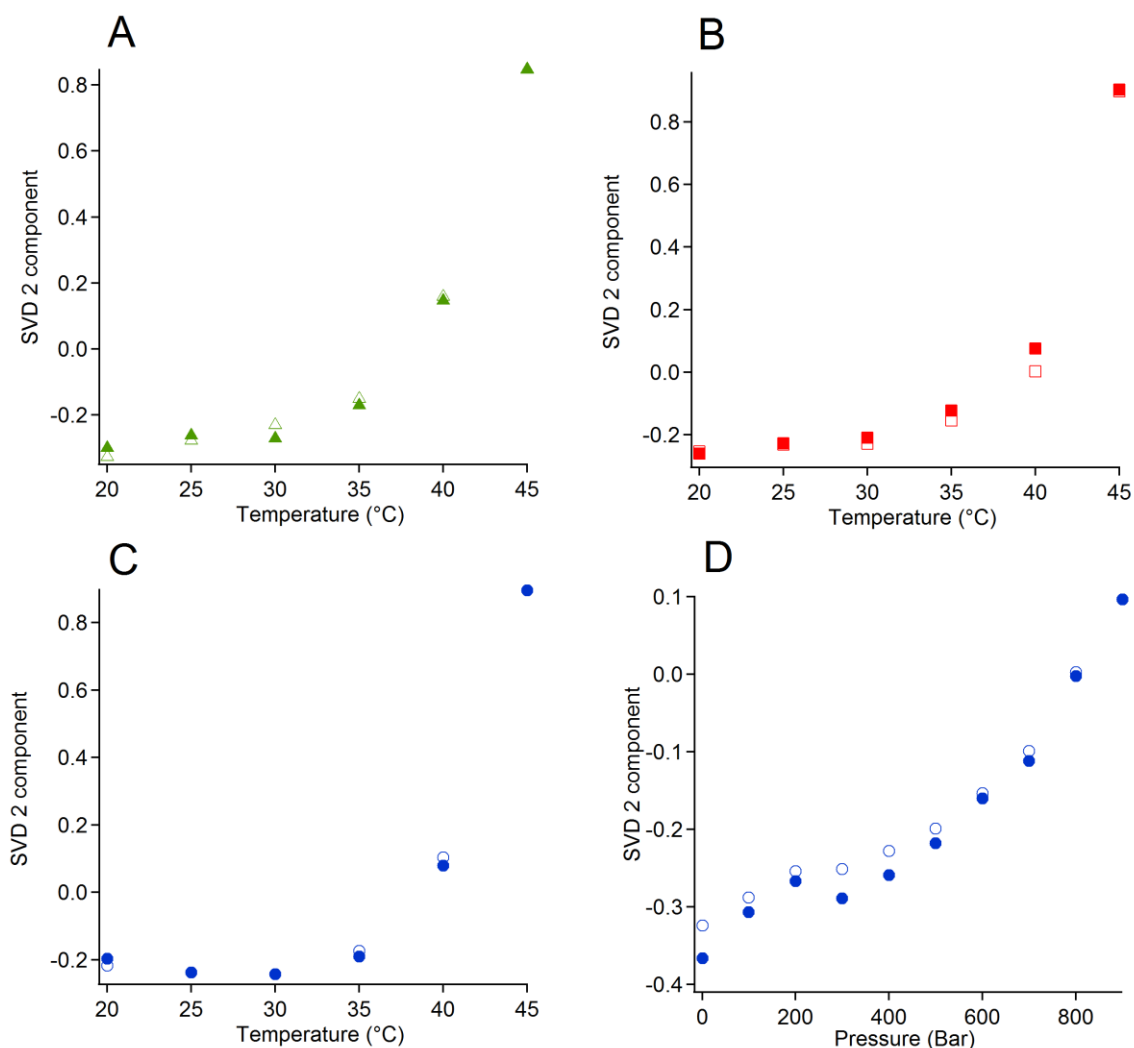 A
SVD 2 component
0.8
0.6
0.4
0.2
0.0
-0.2
20 25 30 35 40 45
Temperature (°C)
B
SVD 2 component
0.8
0.6
0.4
0.2
0.0
-0.2
20 25 30 35 40 45
Temperature (°C)
C
SVD 2 component
0.8
0.6
0.4
0.2
0.0
-0.2
20 25 30 35 40 45
Temperature (°C)
D
SVD 2 component
0.1
0.0
-0.1
-0.2
-0.3
-0.4
0 200 400 600 800
Pressure (Bar)